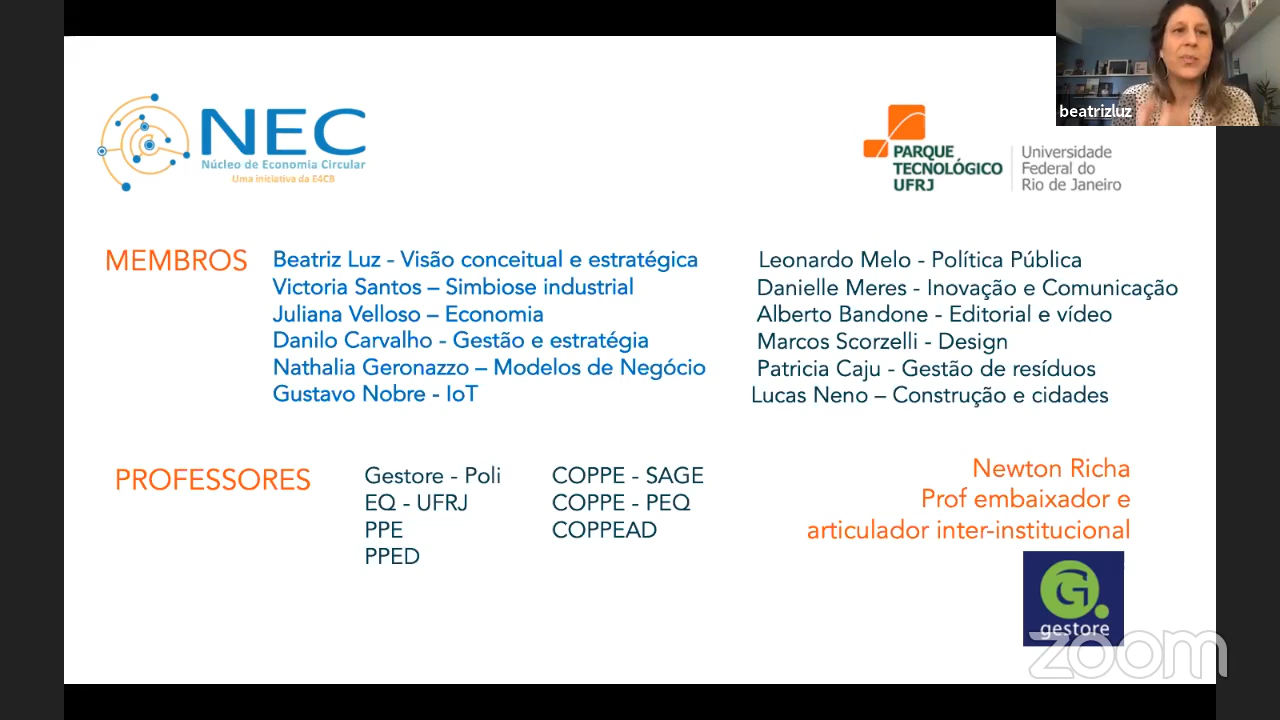 beatrizluz
NEC
Núcleo de Economia Circular
Uma iniciativa da E4CB
PARQUE
TECNOLÓGICO
UFRJ
Universidade
Federal do
Rio de Janeiro
MEMBROS
Beatriz Luz - Visão conceitual e estratégica
Victoria Santos – Simbiose industrial
Juliana Velloso – Economia
Danilo Carvalho - Gestão e estratégia
Nathalia Geronazzo – Modelos de Negócio
Gustavo Nobre - IoT
Leonardo Melo - Política Pública
Danielle Meres - Inovação e Comunicação
Alberto Bandone - Editorial e vídeo
Marcos Scorzelli - Design
Patricia Caju - Gestão de resíduos
Lucas Neno – Construção e cidades
PROFESSORES
Gestore - Poli
EQ - UFRJ
PPE
PPED
COPPE - SAGE
COPPE - PEQ
COPPEAD
Newton Richa
Prof embaixador e
articulador inter-institucional
G
gestore
zoom